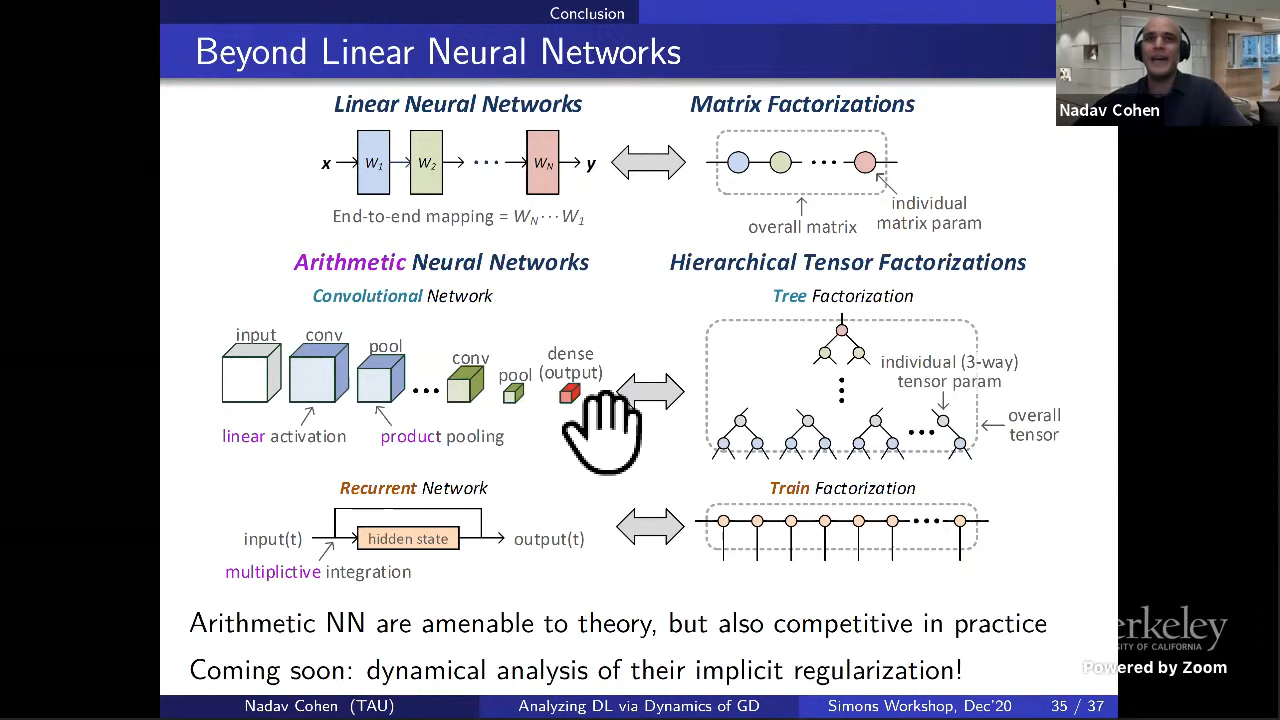 Conclusion
Beyond Linear Neural Networks
Nadav Cohen
Linear Neural Networks
Matrix Factorizations
x W1 W2 ... WN y
End-to-end mapping = WN···W1
overall matrix
individual
matrix param
Arithmetic Neural Networks
Hierarchical Tensor Factorizations
Convolutional Network
Tree Factorization
input
conv
pool
conv
pool
dense
(output)
linear activation
product pooling
individual (3-way)
tensor param
overall
tensor
Recurrent Network
Train Factorization
input(t)
hidden state
output(t)
multiplictive integration
Arithmetic NN are amenable to theory, but also competitive in practice
Coming soon: dynamical analysis of their implicit regularization!
Powered by Zoom
Nadav Cohen (TAU)
Analyzing DL via Dynamics of GD
Simons Workshop, Dec'20
35 / 37